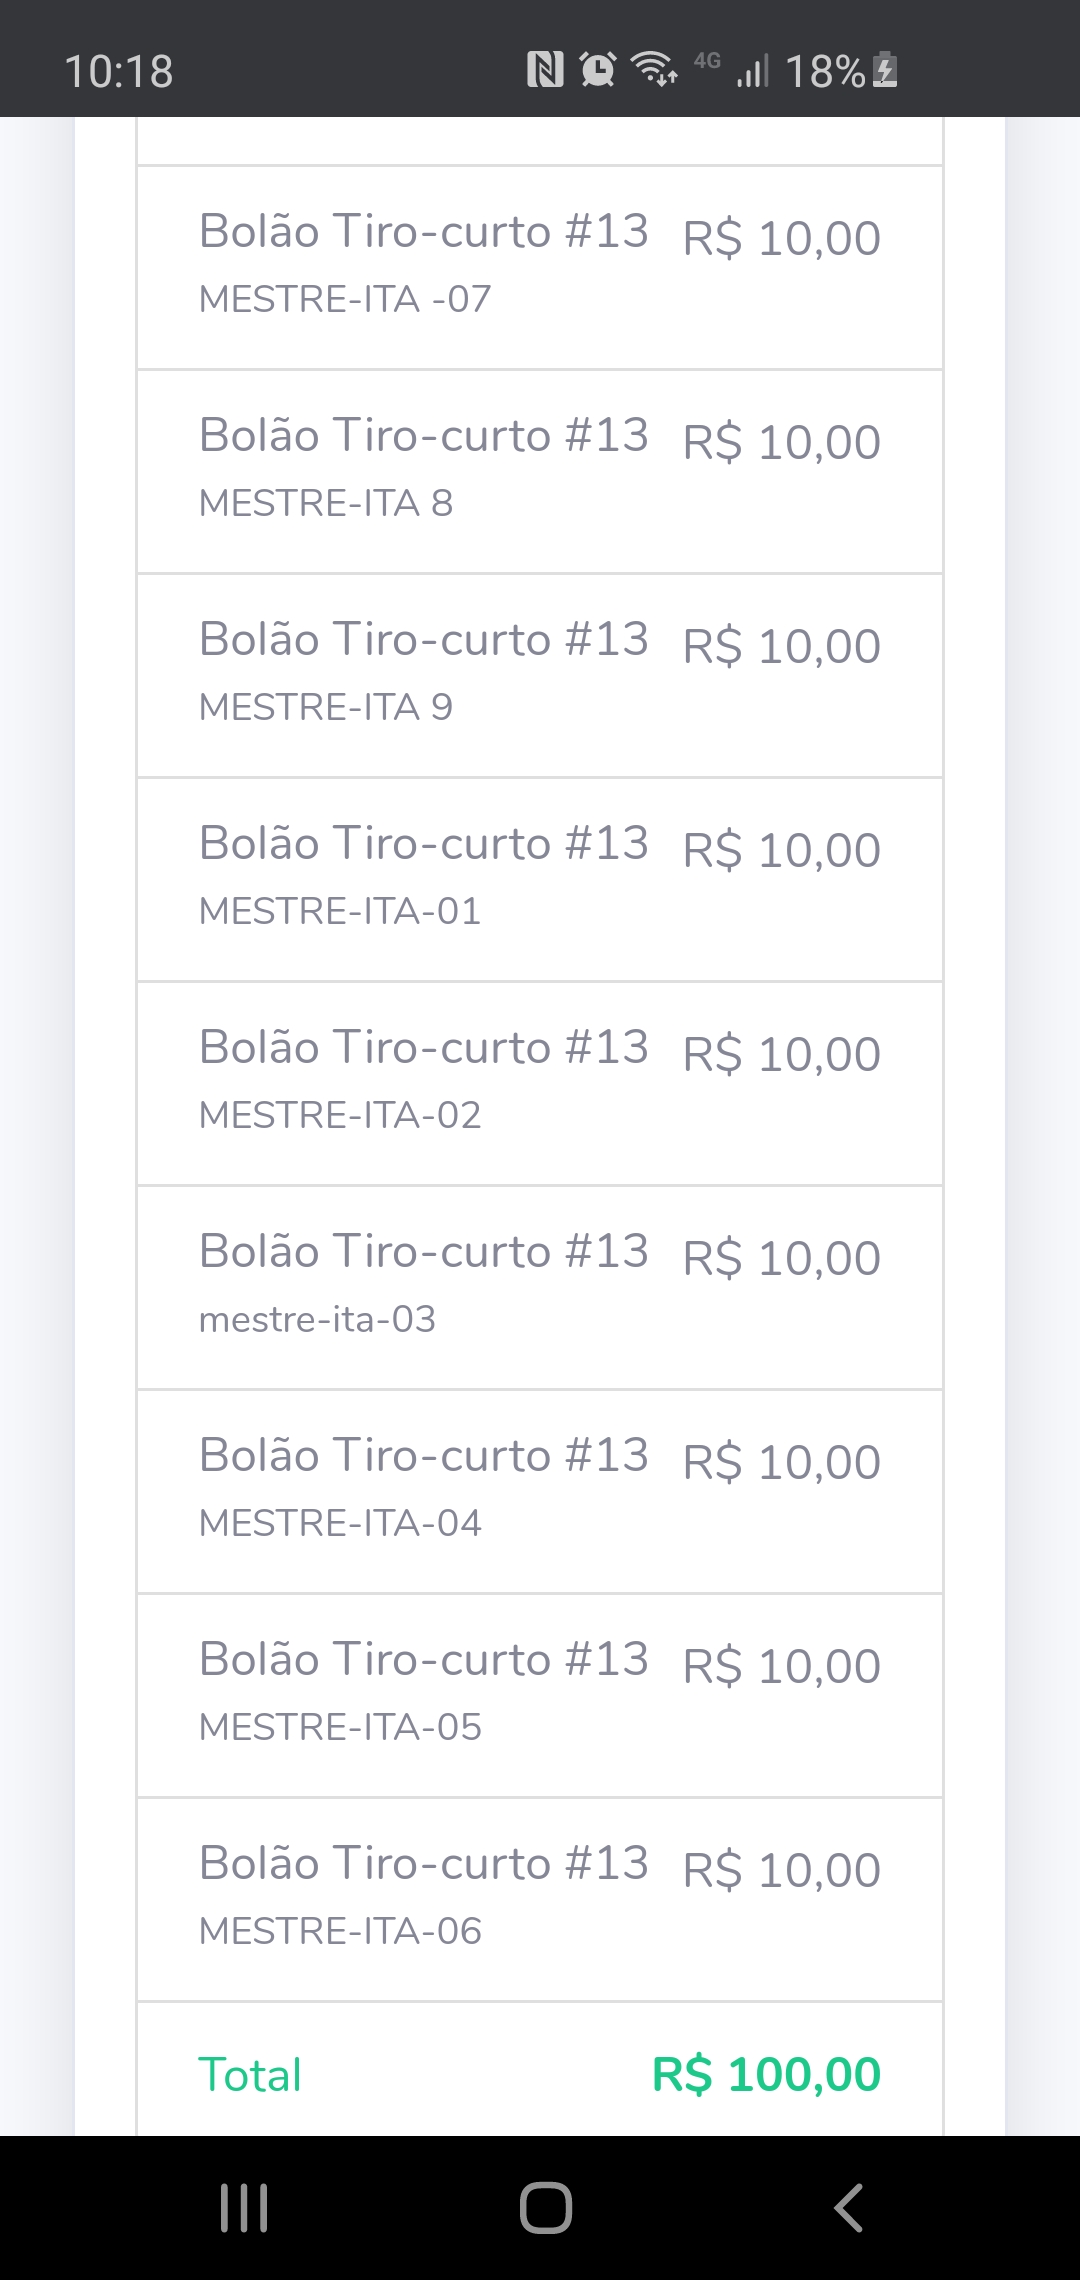 10:18 4G 18%
Bolão Tiro-curto #13 R$ 10,00
MESTRE-ITA -07
Bolão Tiro-curto #13 R$ 10,00
MESTRE-ITA 8
Bolão Tiro-curto #13 R$ 10,00
MESTRE-ITA 9
Bolão Tiro-curto #13 R$ 10,00
MESTRE-ITA-01
Bolão Tiro-curto #13 R$ 10,00
MESTRE-ITA-02
Bolão Tiro-curto #13 R$ 10,00
mestre-ita-03
Bolão Tiro-curto #13 R$ 10,00
MESTRE-ITA-04
Bolão Tiro-curto #13 R$ 10,00
MESTRE-ITA-05
Bolão Tiro-curto #13 R$ 10,00
MESTRE-ITA-06
Total R$ 100,00